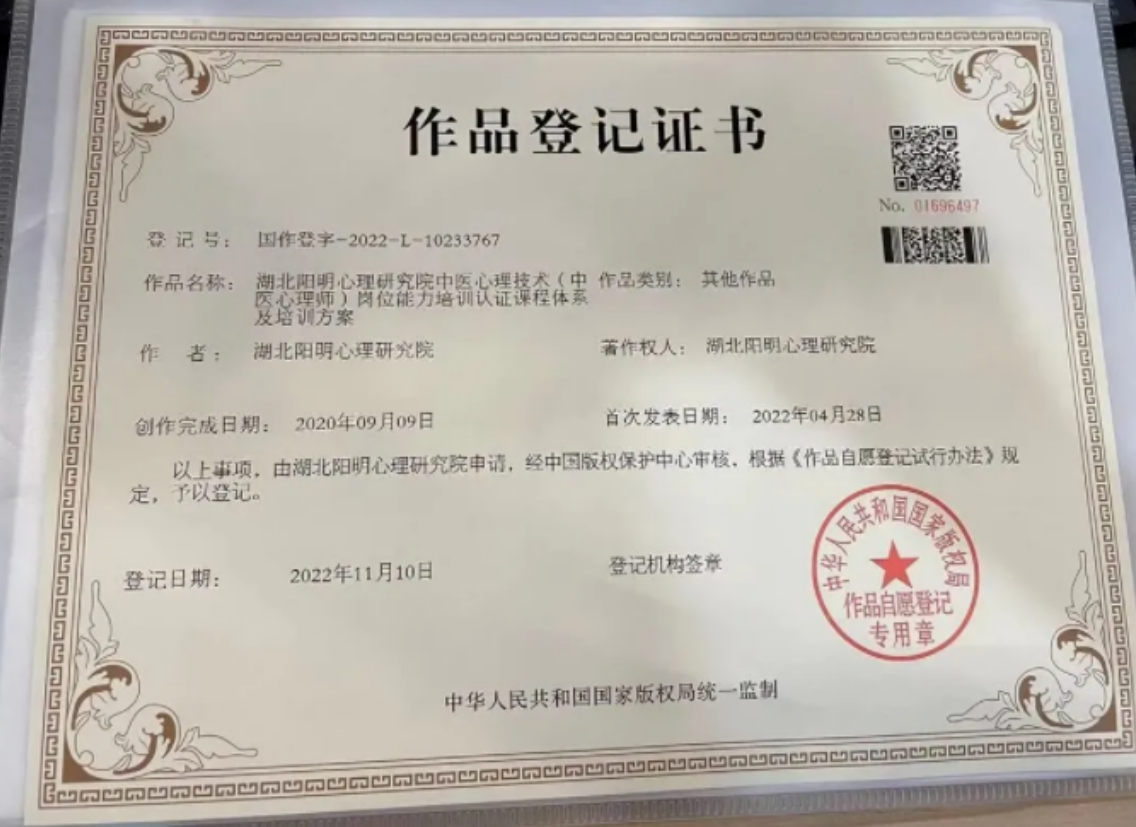 作品登记证书
No. 01696497
登 记 号： 国作登字-2022-L-10233767
作品名称： 湖北阳明心理研究院中医心理技术（中 作品类别： 其他作品
医心理师）岗位能力培训认证课程体系
及培训方案
作 者： 湖北阳明心理研究院 著作权人： 湖北阳明心理研究院
创作完成日期： 2020年09月09日 首次发表日期： 2022年04月28日
以上事项，由湖北阳明心理研究院申请，经中国版权保护中心审核，根据《作品自愿登记试行办法》规
定，予以登记。
登记日期： 2022年11月10日 登记机构签章
中华人民共和国国家版权局
作品自愿登记
专用章
中华人民共和国国家版权局统一监制